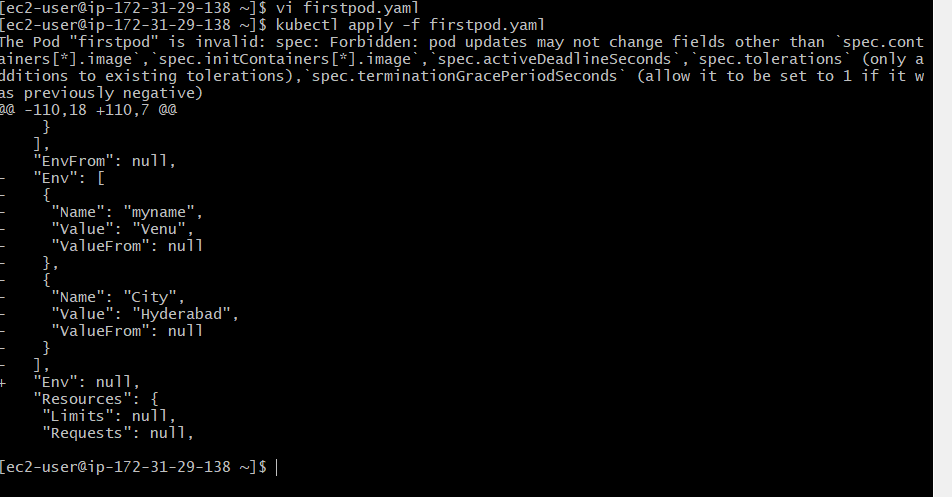 [ec2-user@ip-172-31-29-138 ~]$ vi firstpod.yaml
[ec2-user@ip-172-31-29-138 ~]$ kubectl apply -f firstpod.yaml
The Pod "firstpod" is invalid: spec: Forbidden: pod updates may not change fields other than `spec.cont
ainers[*].image`,`spec.initContainers[*].image`,`spec.activeDeadlineSeconds`,`spec.tolerations` (only a
dditions to existing tolerations),`spec.terminationGracePeriodSeconds` (allow it to be set to 1 if it w
as previously negative)
@@ -110,18 +110,7 @@
     }
    ],
    "EnvFrom": null,
-   "Env": [
-    {
-     "Name": "myname",
-     "Value": "Venu",
-     "ValueFrom": null
-    },
-    {
-     "Name": "City",
-     "Value": "Hyderabad",
-     "ValueFrom": null
-    }
-   ],
+   "Env": null,
    "Resources": {
     "Limits": null,
     "Requests": null,
[ec2-user@ip-172-31-29-138 ~]$